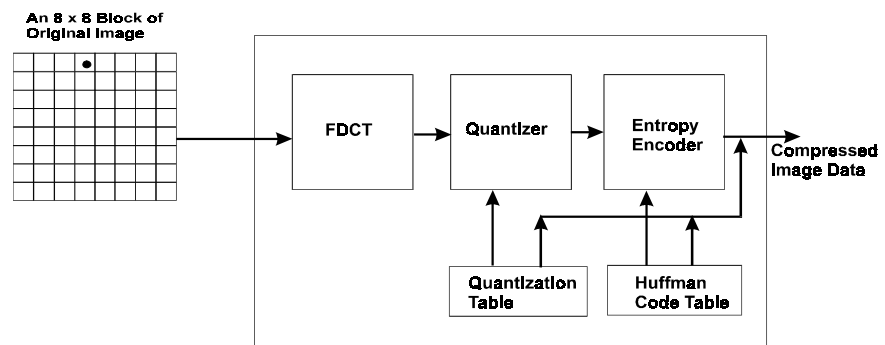 An 8 x 8 Block of
Original Image
FDCT
Quantizer
Entropy
Encoder
Compressed
Image Data
Quantization
Table
Huffman
Code Table